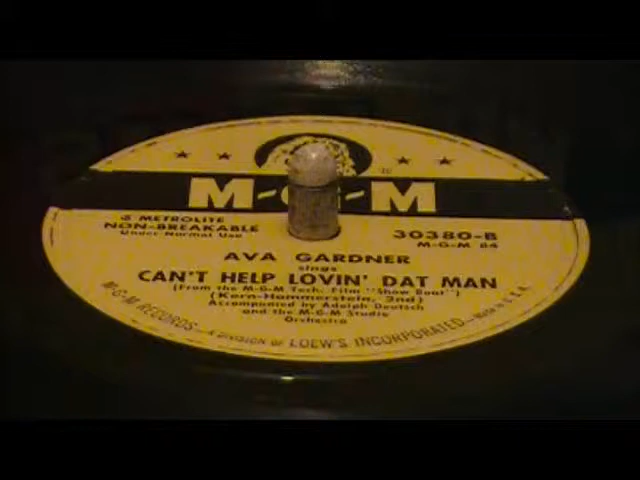 M-G-M
METROLITE
NON-BREAKABLE
Under Normal Use
30380-B
M-G-M 84
AVA GARDNER
sings
CAN'T HELP LOVIN' DAT MAN
(From the M-G-M Tech. Film "Show Boat")
(Kern-Hammerstein, 2nd)
Accompanied by Adolph Deutsch
and the M-G-M Studio
Orchestra
M-G-M RECORDS—A DIVISION OF LOEW'S INCORPORATED—Made in U.S.A.